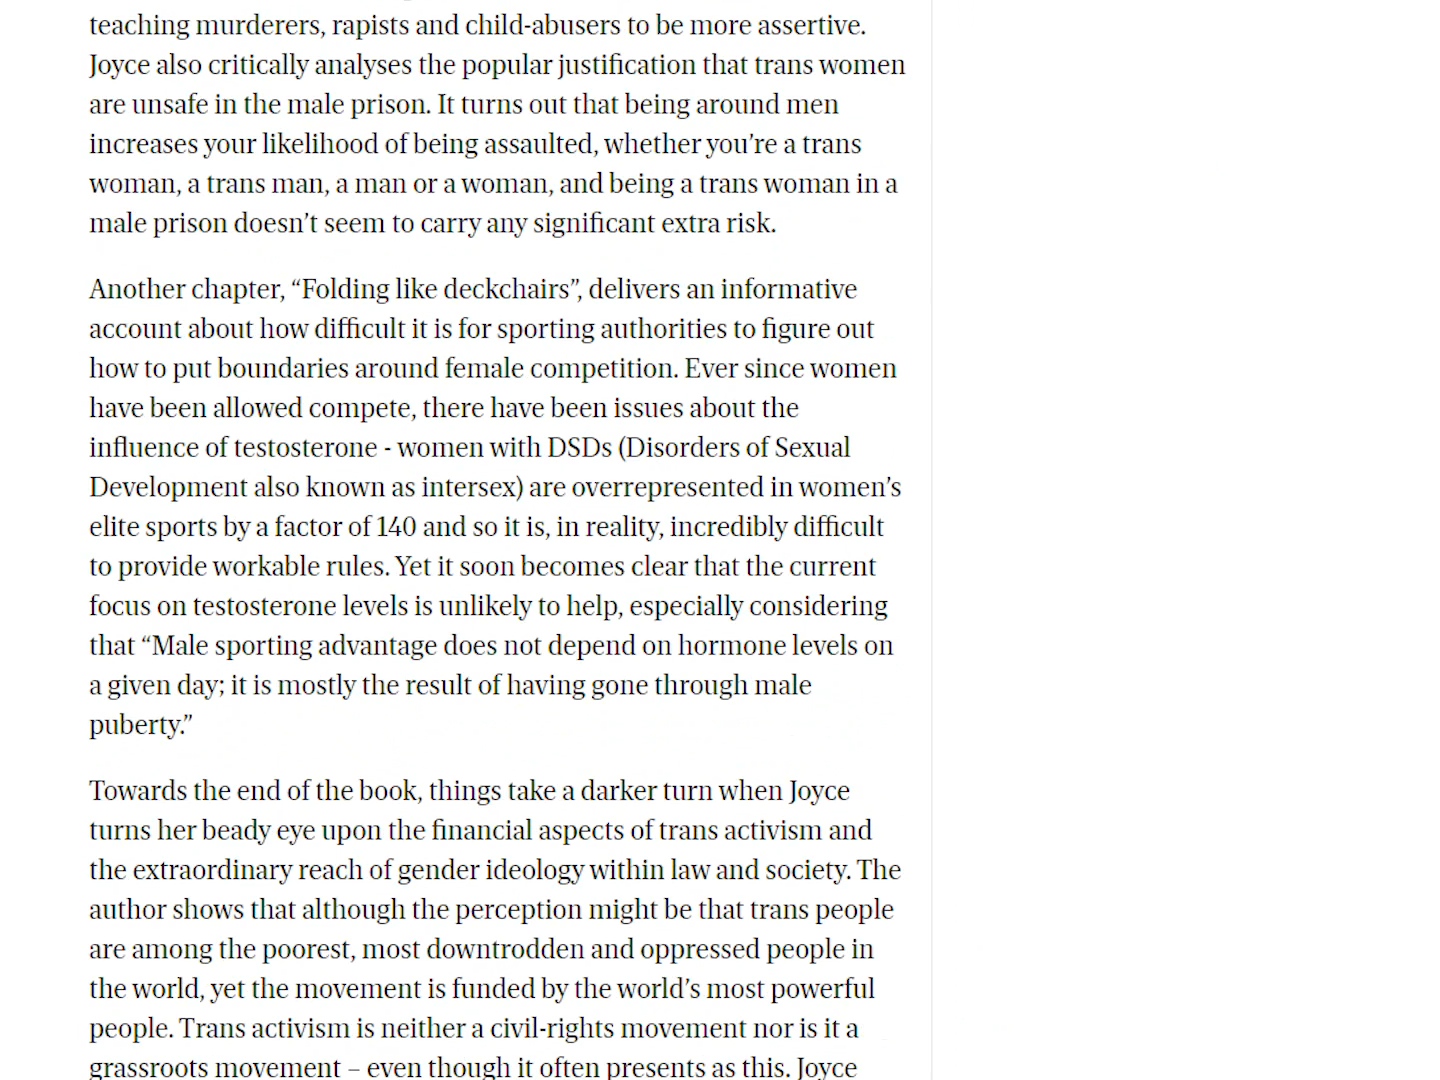 teaching murderers, rapists and child-abusers to be more assertive.
Joyce also critically analyses the popular justification that trans women
are unsafe in the male prison. It turns out that being around men
increases your likelihood of being assaulted, whether you’re a trans
woman, a trans man, a man or a woman, and being a trans woman in a
male prison doesn’t seem to carry any significant extra risk.
Another chapter, “Folding like deckchairs”, delivers an informative
account about how difficult it is for sporting authorities to figure out
how to put boundaries around female competition. Ever since women
have been allowed compete, there have been issues about the
influence of testosterone - women with DSDs (Disorders of Sexual
Development also known as intersex) are overrepresented in women’s
elite sports by a factor of 140 and so it is, in reality, incredibly difficult
to provide workable rules. Yet it soon becomes clear that the current
focus on testosterone levels is unlikely to help, especially considering
that “Male sporting advantage does not depend on hormone levels on
a given day; it is mostly the result of having gone through male
puberty.”
Towards the end of the book, things take a darker turn when Joyce
turns her beady eye upon the financial aspects of trans activism and
the extraordinary reach of gender ideology within law and society. The
author shows that although the perception might be that trans people
are among the poorest, most downtrodden and oppressed people in
the world, yet the movement is funded by the world’s most powerful
people. Trans activism is neither a civil-rights movement nor is it a
grassroots movement – even though it often presents as this. Joyce